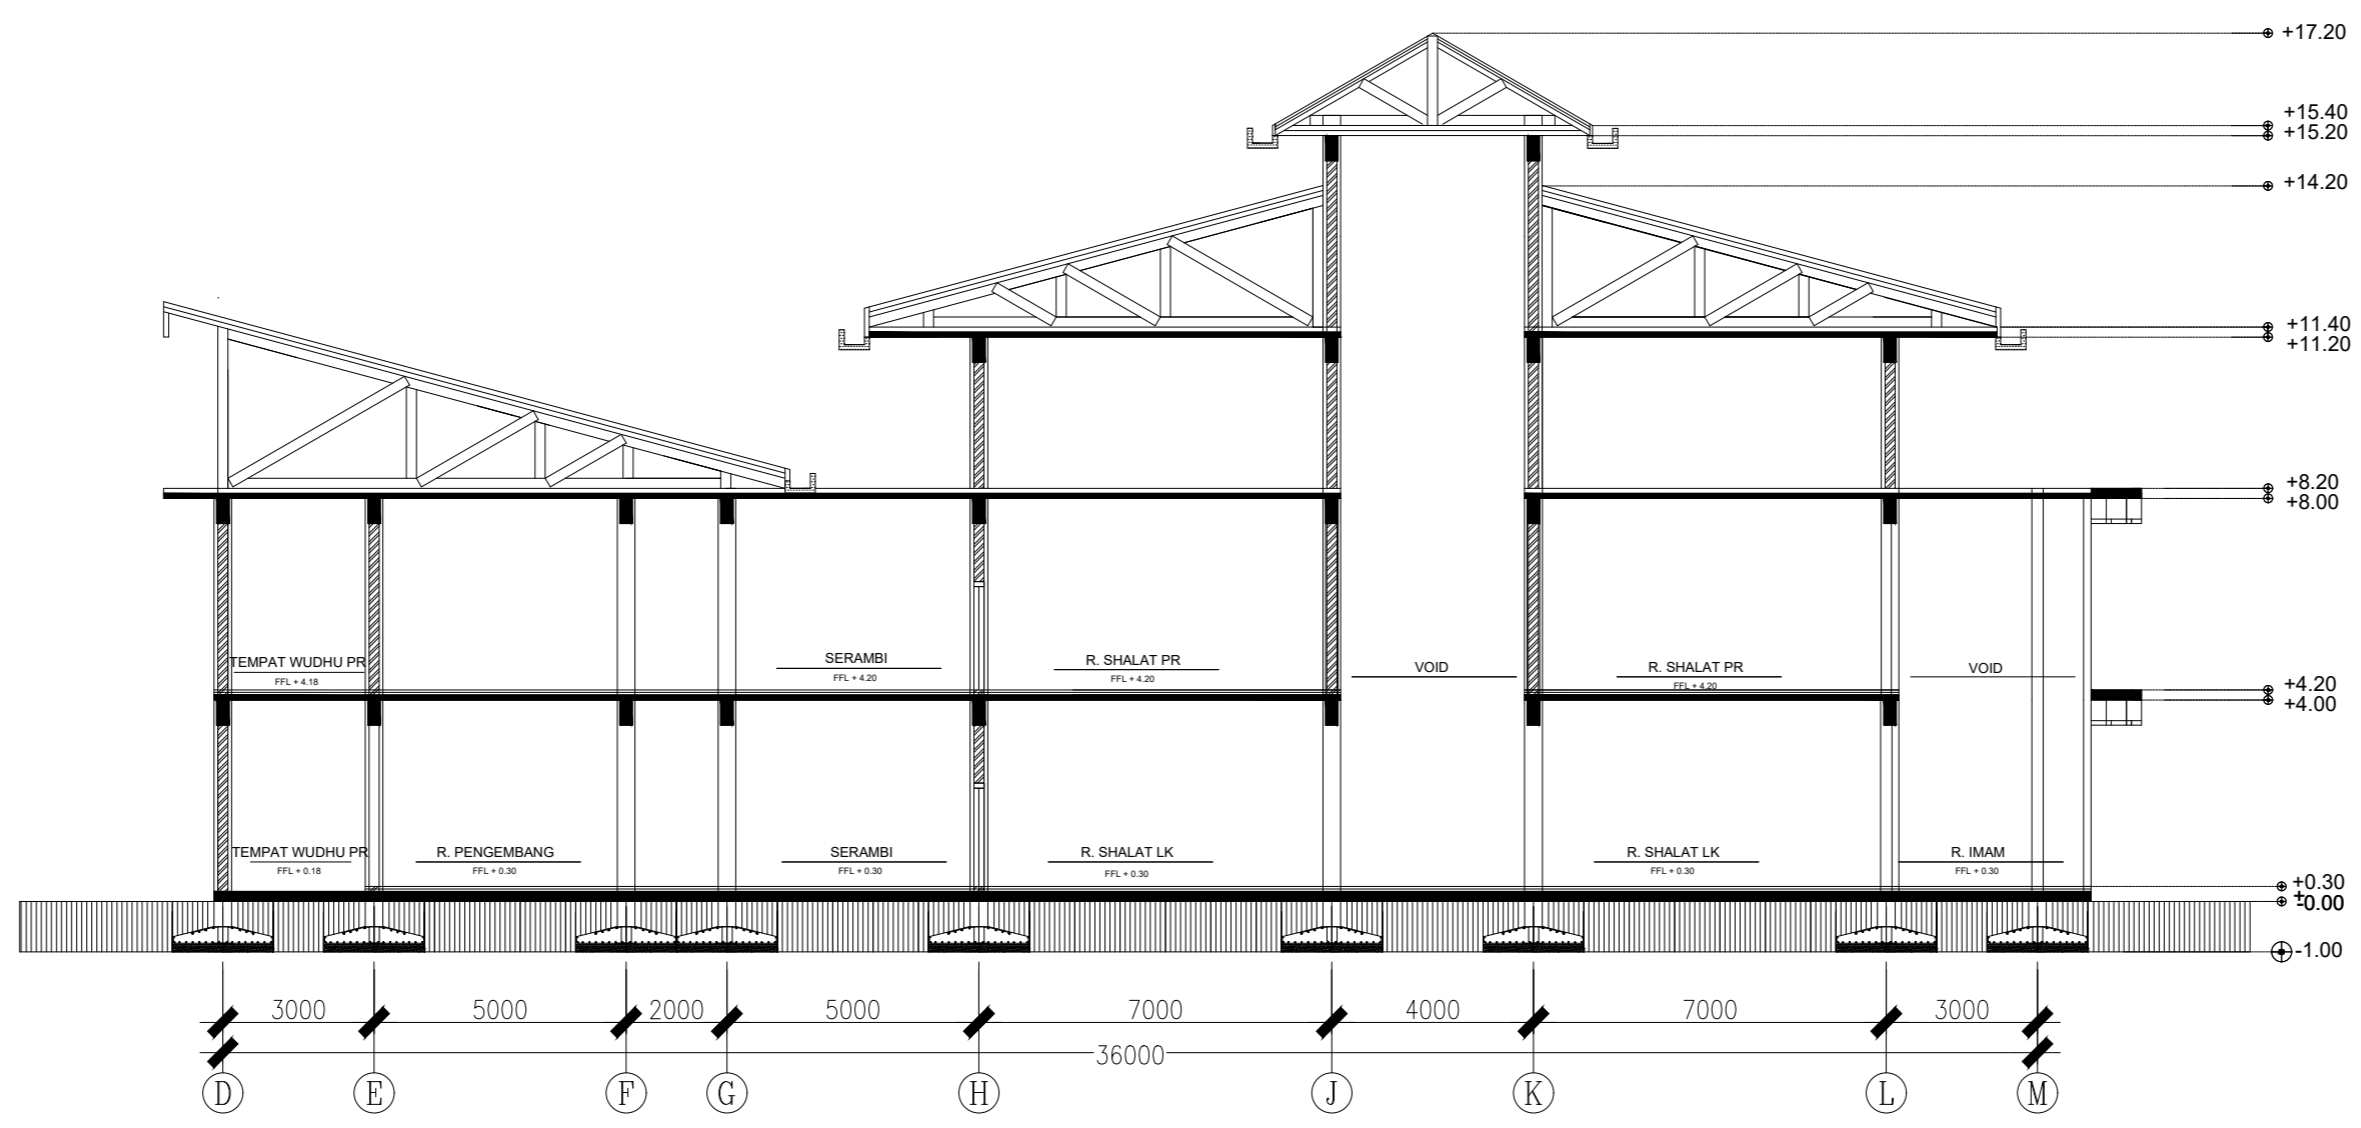 +17.20
+15.40
+15.20
+14.20
+11.40
+11.20
+8.20
+8.00
TEMPAT WUDHU PR
FFL + 4.18
SERAMBI
FFL + 4.20
R. SHALAT PR
FFL + 4.20
VOID
R. SHALAT PR
FFL + 4.20
VOID
+4.20
+4.00
TEMPAT WUDHU PR
FFL + 0.18
R. PENGEMBANG
FFL + 0.30
SERAMBI
FFL + 0.30
R. SHALAT LK
FFL + 0.30
R. SHALAT LK
FFL + 0.30
R. IMAM
FFL + 0.30
+0.30
±0.00
-1.00
3000 5000 2000 5000 7000 4000 7000 3000
36000
D E F G H J K L M